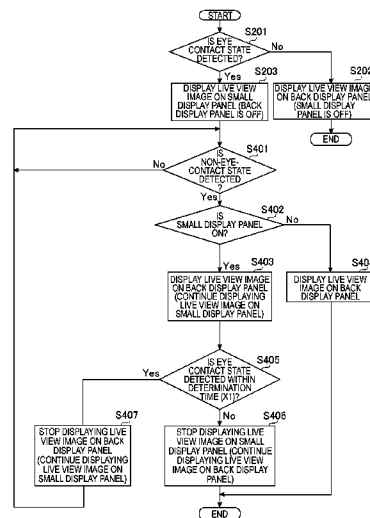 START
S201
IS EYE
CONTACT STATE
DETECTED?
No
Yes
S203
DISPLAY LIVE VIEW
IMAGE ON SMALL
DISPLAY PANEL (BACK
DISPLAY PANEL
IS OFF)
S202
DISPLAY LIVE VIEW
IMAGE ON BACK
DISPLAY PANEL
(SMALL DISPLAY
PANEL IS OFF)
END
S401
IS
NON-EYE-
CONTACT STATE
DETECTED
?
No
Yes
S402
IS
SMALL DISPLAY PANEL
ON?
No
Yes
S403
DISPLAY LIVE VIEW IMAGE
ON BACK DISPLAY PANEL
(CONTINUE DISPLAYING
LIVE VIEW IMAGE ON
SMALL DISPLAY PANEL)
DISPLAY LIVE VIEW
IMAGE ON BACK
DISPLAY PANEL
S405
IS EYE
CONTACT STATE
DETECTED WITHIN
DETERMINATION
TIME (X1)?
Yes
No
S407
STOP DISPLAYING LIVE
VIEW IMAGE ON BACK
DISPLAY PANEL
(CONTINUE DISPLAYING
LIVE VIEW IMAGE ON
SMALL DISPLAY PANEL)
S406
STOP DISPLAYING LIVE
VIEW IMAGE ON SMALL
DISPLAY PANEL (CONTINUE
DISPLAYING LIVE VIEW
IMAGE ON BACK DISPLAY
PANEL)
END